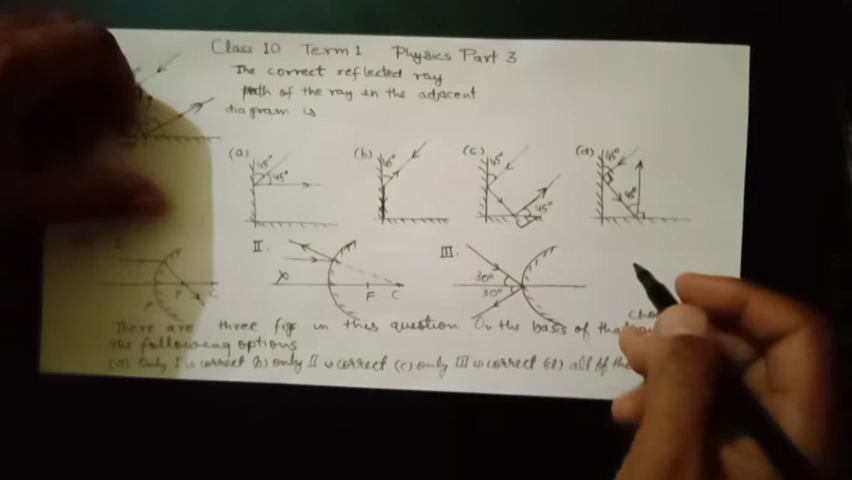 Class 10 Term 1 Physics Part 3
The correct reflected ray
path of the ray in the adjacent
diagram is
(a) 45° 45°
(b) 45°
(c) 45° 45°
(d) 45° 45°
I
F C
P
II.
F C
III.
30°
30°
There are three figs in this question On the basis of
the following options
(a) Only I is correct (b) only II is correct (c) only III is correct (d) all of the